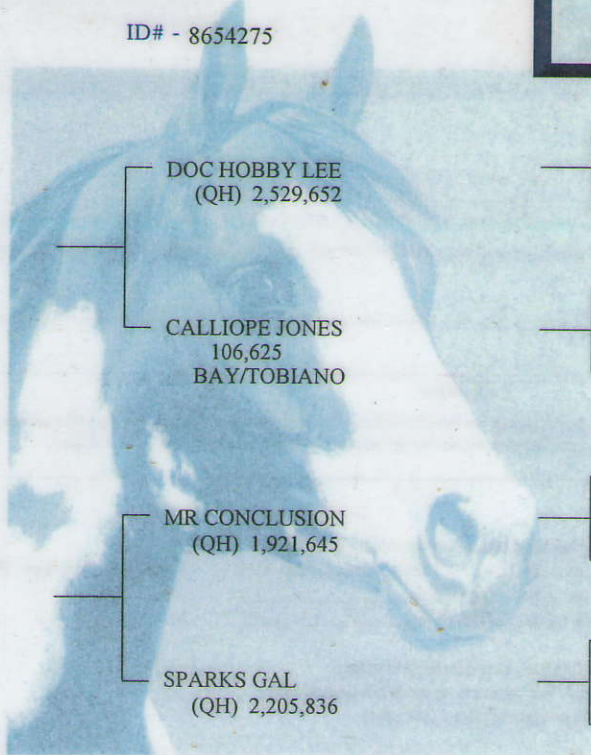 ID# - 8654275
DOC HOBBY LEE
(QH) 2,529,652
CALLIOPE JONES
106,625
BAY/TOBIANO
MR CONCLUSION
(QH) 1,921,645
SPARKS GAL
(QH) 2,205,836